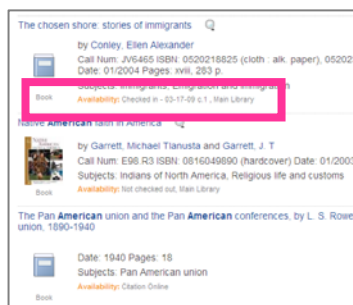 The chosen shore: stories of immigrants
by Conley, Ellen Alexander
Call Num: JV6465 ISBN: 0520218825 (cloth : alk. paper), 05202
Date: 01/2004 Pages: xviii, 283 p.
Subjects: Immigrants, Emigration and immigration
Book
Availability: Checked in - 03-17-09 c.1 , Main Library
Native American faith in America
by Garrett, Michael Tlanusta and Garrett, J. T
Call Num: E98.R3 ISBN: 0816049890 (hardcover) Date: 01/2003
Subjects: Indians of North America, Religious life and customs
Availability: Not checked out, Main Library
Book
The Pan American union and the Pan American conferences, by L. S. Rowe
union, 1890-1940
Date: 1940 Pages: 18
Subjects: Pan American union
Availability: Citation Online
Book